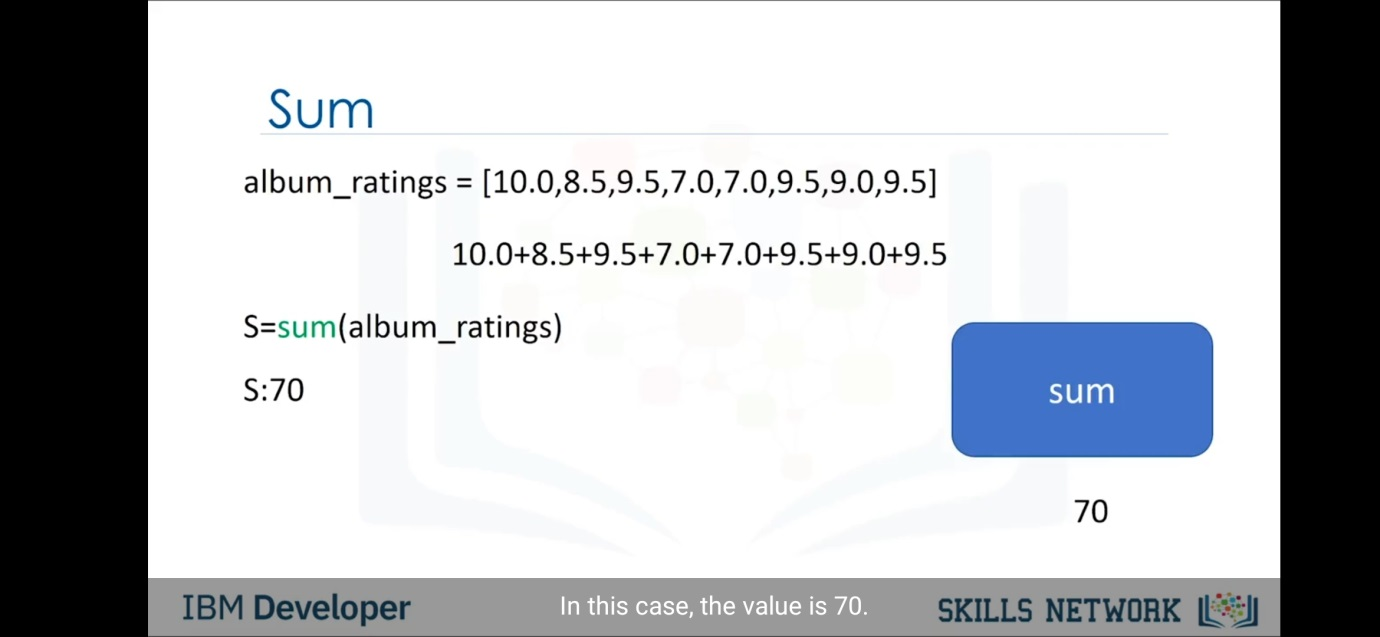 Sum
album_ratings = [10.0,8.5,9.5,7.0,7.0,9.5,9.0,9.5]
10.0+8.5+9.5+7.0+7.0+9.5+9.0+9.5
S=sum(album_ratings)
S:70
sum
70
IBM Developer
In this case, the value is 70.
SKILLS NETWORK